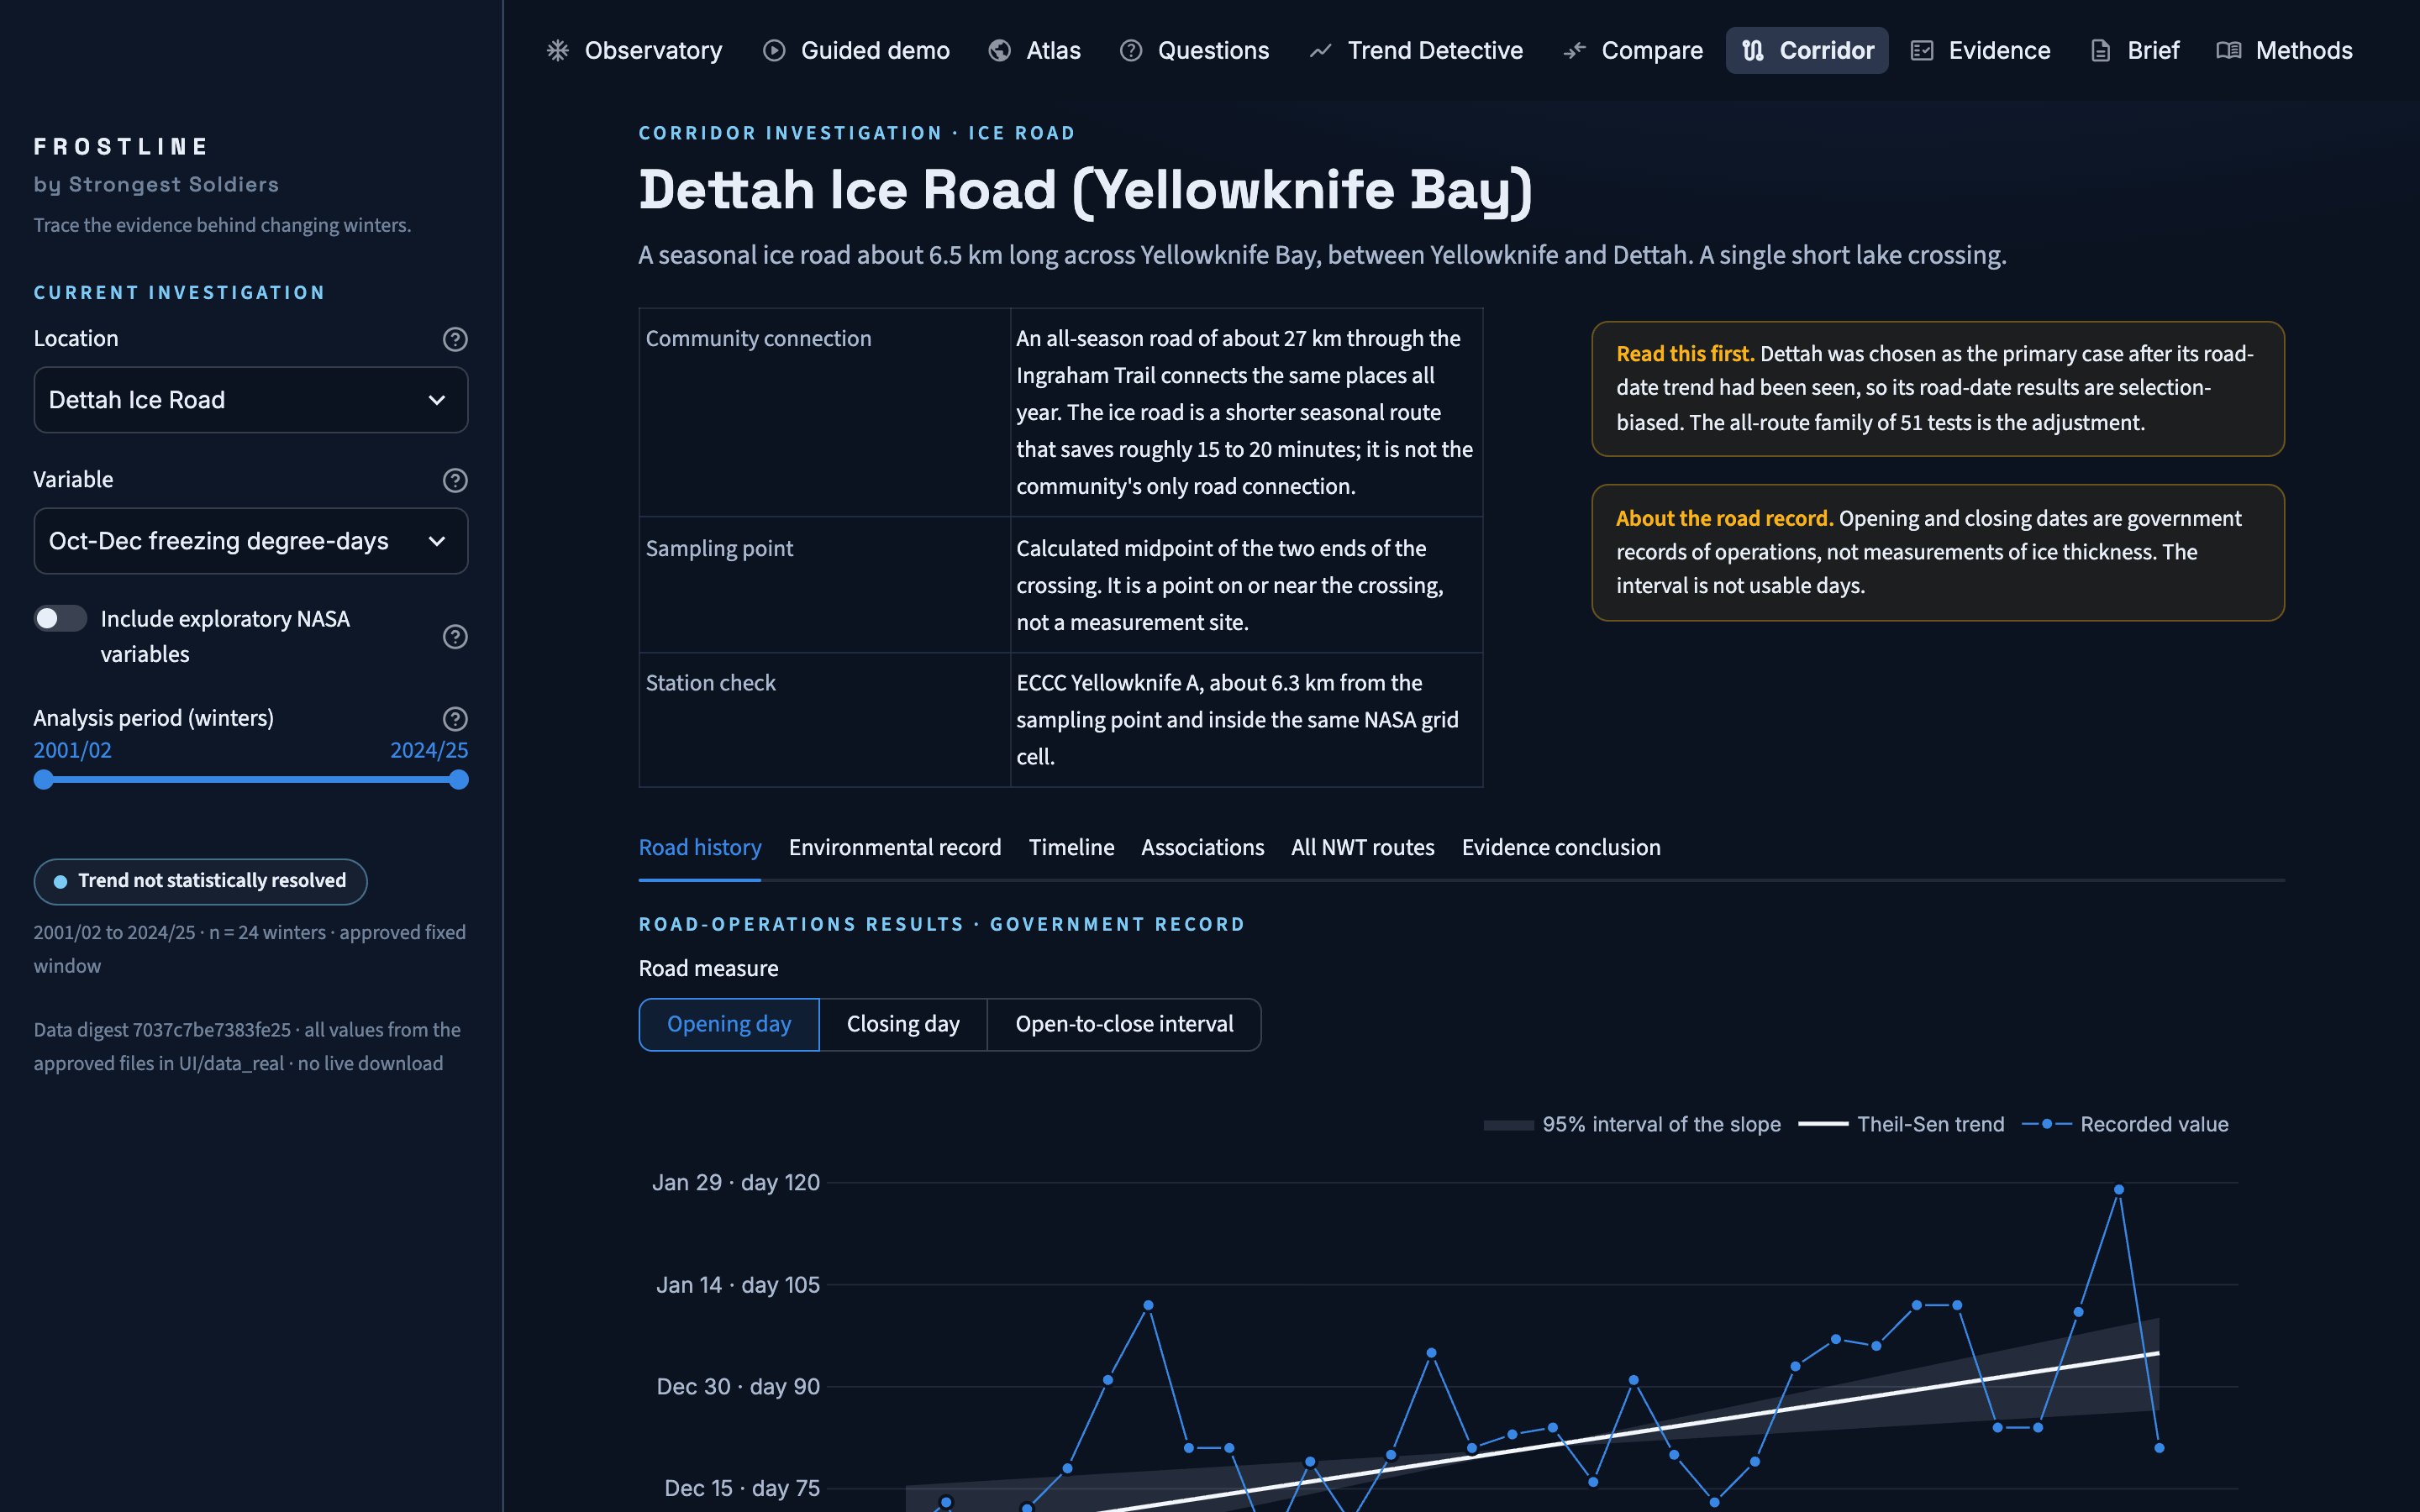 Observatory
Guided demo
Atlas
Questions
Trend Detective
Compare
Corridor
Evidence
Brief
Methods
FROSTLINE
by Strongest Soldiers
Trace the evidence behind changing winters.
CURRENT INVESTIGATION
Location
Dettah Ice Road
Variable
Oct-Dec freezing degree-days
Include exploratory NASA
variables
Analysis period (winters)
2001/02
2024/25
Trend not statistically resolved
2001/02 to 2024/25 · n = 24 winters · approved fixed
window
Data digest 7037c7be7383fe25 · all values from the
approved files in UI/data_real · no live download
CORRIDOR INVESTIGATION · ICE ROAD
Dettah Ice Road (Yellowknife Bay)
A seasonal ice road about 6.5 km long across Yellowknife Bay, between Yellowknife and Dettah. A single short lake crossing.
Community connection
An all-season road of about 27 km through the
Ingraham Trail connects the same places all
year. The ice road is a shorter seasonal route
that saves roughly 15 to 20 minutes; it is not the
community's only road connection.
Sampling point
Calculated midpoint of the two ends of the
crossing. It is a point on or near the crossing,
not a measurement site.
Station check
ECCC Yellowknife A, about 6.3 km from the
sampling point and inside the same NASA grid
cell.
Read this first. Dettah was chosen as the primary case after its road-
date trend had been seen, so its road-date results are selection-
biased. The all-route family of 51 tests is the adjustment.
About the road record. Opening and closing dates are government
records of operations, not measurements of ice thickness. The
interval is not usable days.
Road history
Environmental record
Timeline
Associations
All NWT routes
Evidence conclusion
ROAD-OPERATIONS RESULTS · GOVERNMENT RECORD
Road measure
Opening day
Closing day
Open-to-close interval
95% interval of the slope
Theil-Sen trend
Recorded value
Jan 29 · day 120
Jan 14 · day 105
Dec 30 · day 90
Dec 15 · day 75